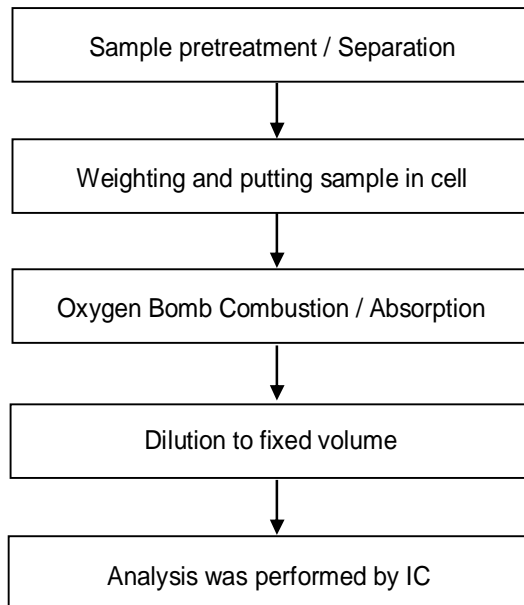 Sample pretreatment / Separation
Weighting and putting sample in cell
Oxygen Bomb Combustion / Absorption
Dilution to fixed volume
Analysis was performed by IC